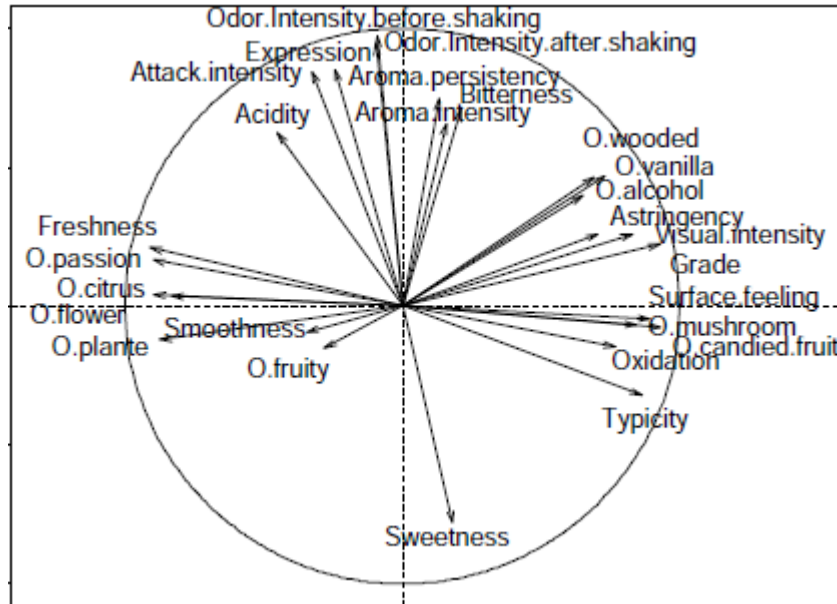 Odor.Intensity.before.shaking
Odor.Intensity.after.shaking
Expression
Attack.intensity
Aroma.persistency
Bitterness
Acidity
Aroma.Intensity
O.wooded
O.vanilla
O.alcohol
Astringency
Freshness
Visual.intensity
O.passion
Grade
O.citrus
Surface.feeling
O.flower
Smoothness
O.mushroom
O.plante
O.candied.fruit
O.fruity
Oxidation
Typicity
Sweetness